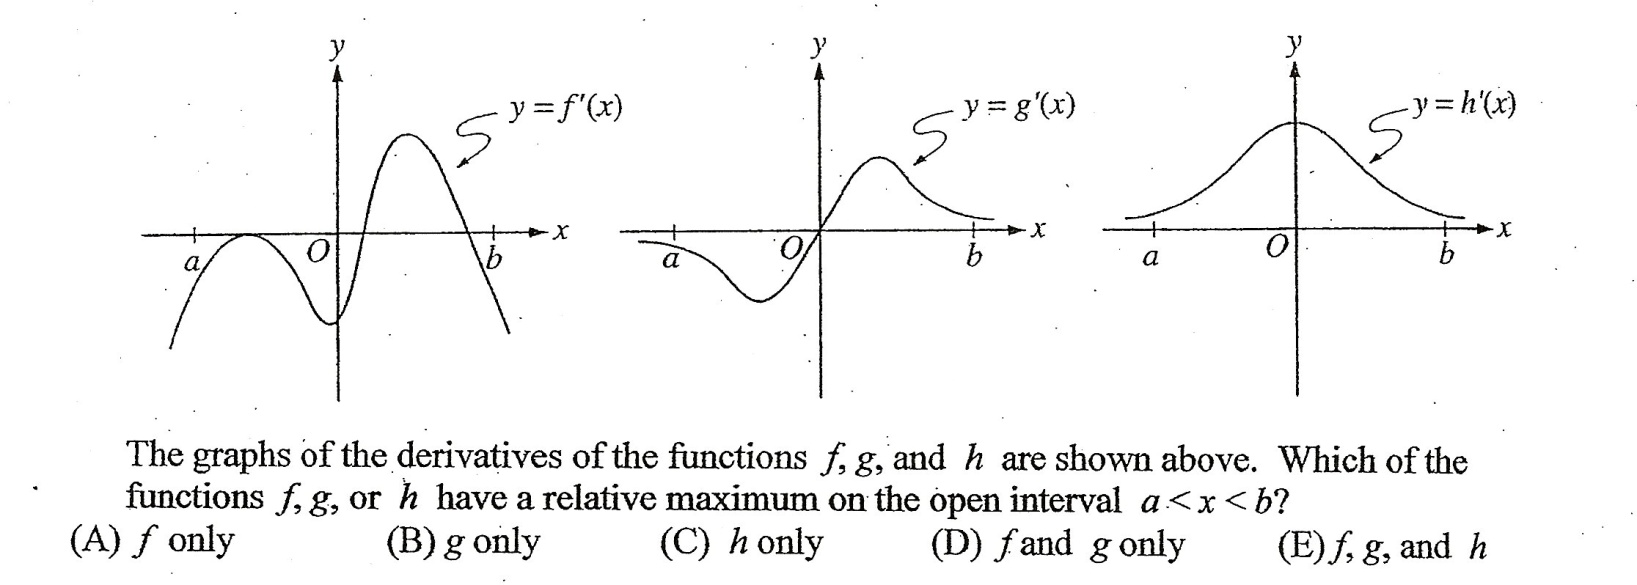 y
y
y
y = f'(x)
y = g'(x)
y = h'(x)
O
a
b
x
O
a
b
x
O
a
b
x
The graphs of the derivatives of the functions f, g, and h are shown above. Which of the
functions f, g, or h have a relative maximum on the open interval a < x < b?
(A) f only (B) g only (C) h only (D) f and g only (E) f, g, and h